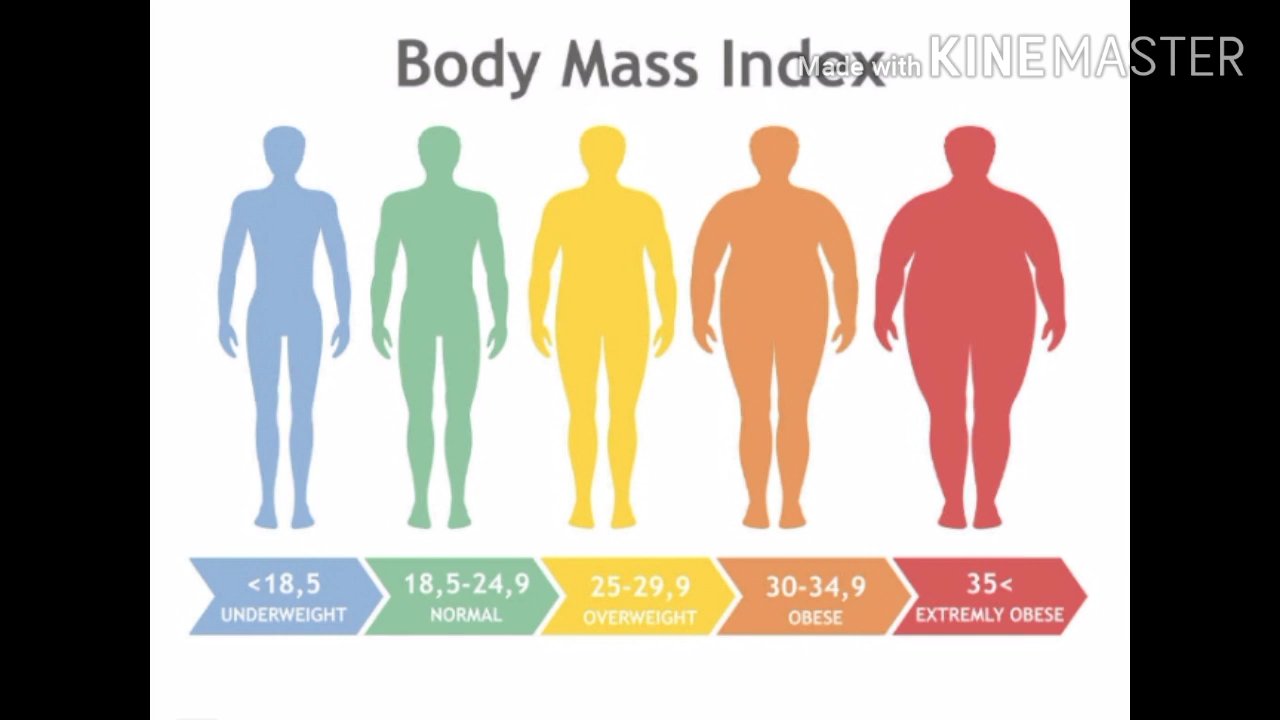 Body Mass Index
Made with KINEMASTER
<18,5
UNDERWEIGHT
18,5-24,9
NORMAL
25-29,9
OVERWEIGHT
30-34,9
OBESE
35<
EXTREMLY OBESE